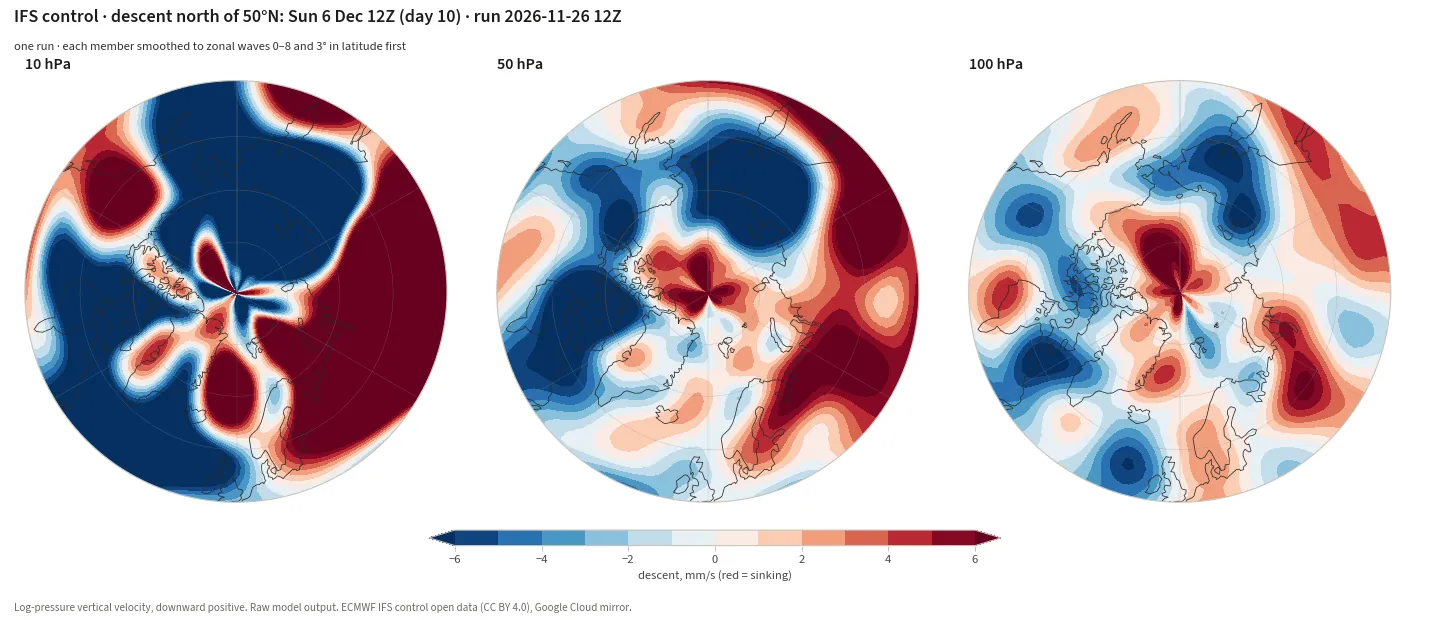 IFS control · descent north of 50°N: Sun 6 Dec 12Z (day 10) · run 2026-11-26 12Z
one run · each member smoothed to zonal waves 0–8 and 3° in latitude first
10 hPa
50 hPa
100 hPa
−6 −4 −2 0 2 4 6
descent, mm/s (red = sinking)
Log-pressure vertical velocity, downward positive. Raw model output. ECMWF IFS control open data (CC BY 4.0), Google Cloud mirror.